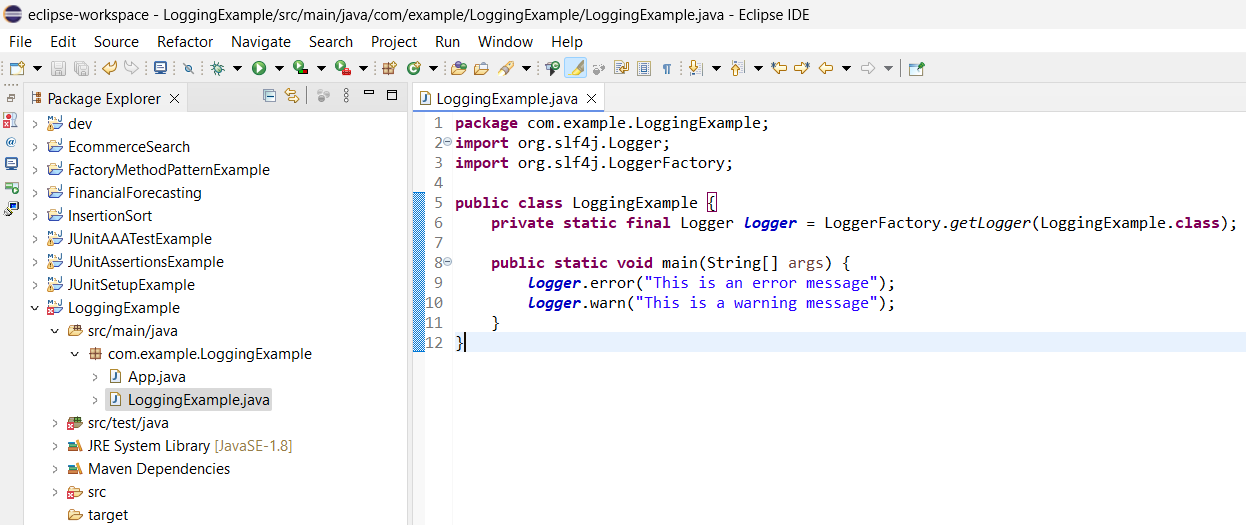 eclipse-workspace - LoggingExample/src/main/java/com/example/LoggingExample/LoggingExample.java - Eclipse IDE
File Edit Source Refactor Navigate Search Project Run Window Help
Package Explorer
dev
EcommerceSearch
FactoryMethodPatternExample
FinancialForecasting
InsertionSort
JUnitAAATestExample
JUnitAssertionsExample
JUnitSetupExample
LoggingExample
src/main/java
com.example.LoggingExample
App.java
LoggingExample.java
src/test/java
JRE System Library [JavaSE-1.8]
Maven Dependencies
src
target
LoggingExample.java
1 package com.example.LoggingExample;
2 import org.slf4j.Logger;
3 import org.slf4j.LoggerFactory;
4
5 public class LoggingExample {
6     private static final Logger logger = LoggerFactory.getLogger(LoggingExample.class);
7
8     public static void main(String[] args) {
9         logger.error("This is an error message");
10         logger.warn("This is a warning message");
11     }
12 }